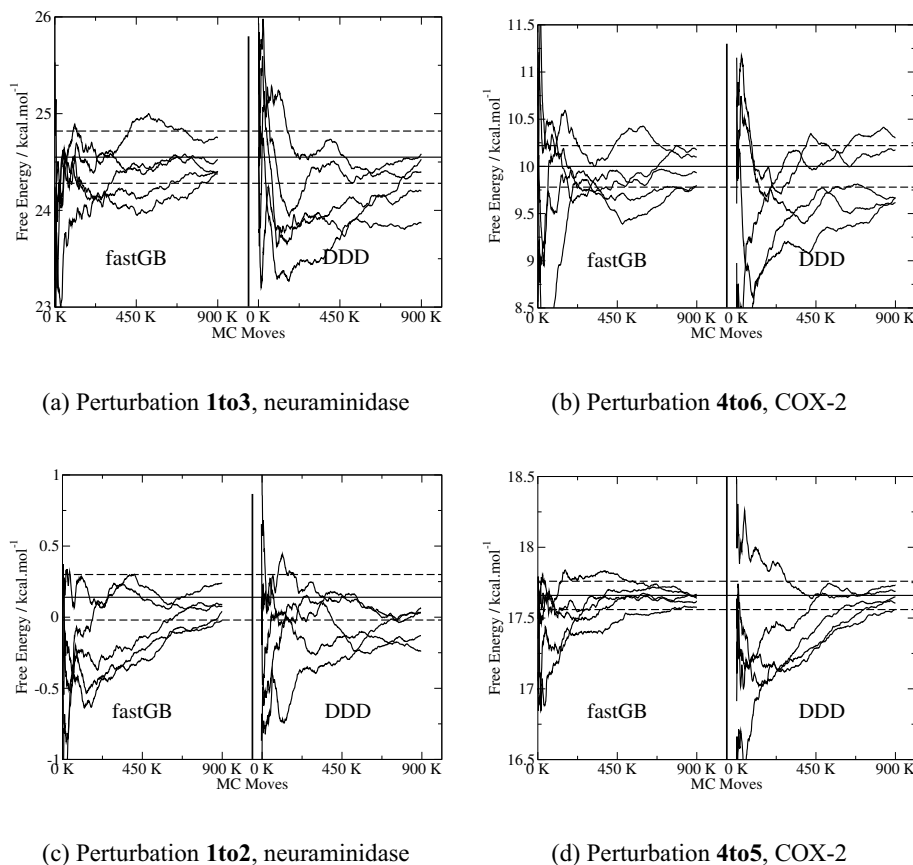 26
25
24
23
Free Energy / kcal.mol-1
fastGB
DDD
0 K 450 K 900 K 0 K 450 K 900 K
MC Moves
(a) Perturbation 1to3, neuraminidase
11.5
11
10.5
10
9.5
9
8.5
Free Energy / kcal.mol-1
fastGB
DDD
0 K 450 K 900 K 0 K 450 K 900 K
MC Moves
(b) Perturbation 4to6, COX-2
1
0.5
0
-0.5
-1
Free Energy / kcal.mol-1
fastGB
DDD
0 K 450 K 900 K 0 K 450 K 900 K
MC Moves
(c) Perturbation 1to2, neuraminidase
18.5
18
17.5
17
16.5
Free Energy / kcal.mol-1
fastGB
DDD
0 K 450 K 900 K 0 K 450 K 900 K
MC Moves
(d) Perturbation 4to5, COX-2